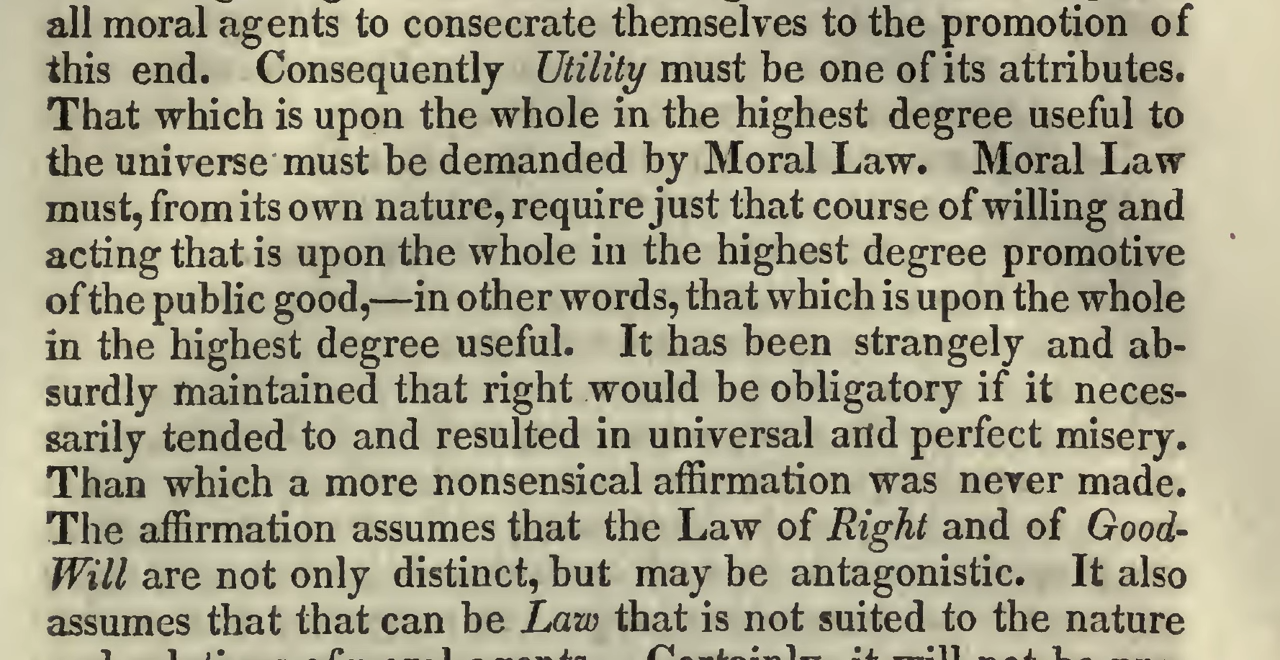 all moral agents to consecrate themselves to the promotion of
this end. Consequently Utility must be one of its attributes.
That which is upon the whole in the highest degree useful to
the universe must be demanded by Moral Law. Moral Law
must, from its own nature, require just that course of willing and
acting that is upon the whole in the highest degree promotive
of the public good,—in other words, that which is upon the whole
in the highest degree useful. It has been strangely and ab-
surdly maintained that right would be obligatory if it neces-
sarily tended to and resulted in universal and perfect misery.
Than which a more nonsensical affirmation was never made.
The affirmation assumes that the Law of Right and of Good-
Will are not only distinct, but may be antagonistic. It also
assumes that that can be Law that is not suited to the nature
agents. Certainly it will not be